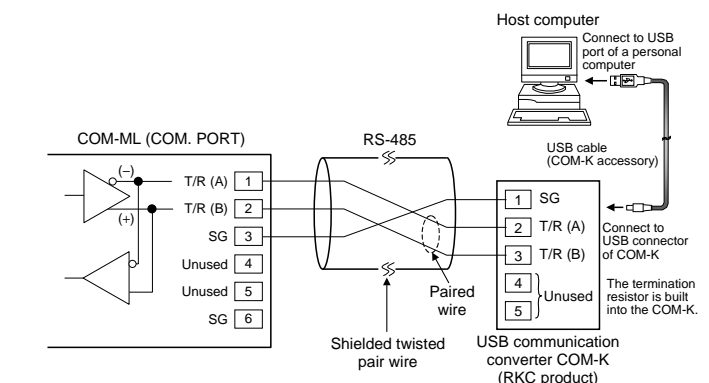 Host computer
Connect to USB
port of a personal
computer
COM-ML (COM. PORT)
RS-485
USB cable
(COM-K accessory)
(–)
T/R (A) 1
T/R (B) 2
(+)
SG 3
Unused 4
Unused 5
SG 6
1 SG
2 T/R (A)
3 T/R (B)
4
Unused
5
Connect to
USB connector
of COM-K
The termination
resistor is built
into the COM-K.
Paired
wire
Shielded twisted
pair wire
USB communication
converter COM-K
(RKC product)